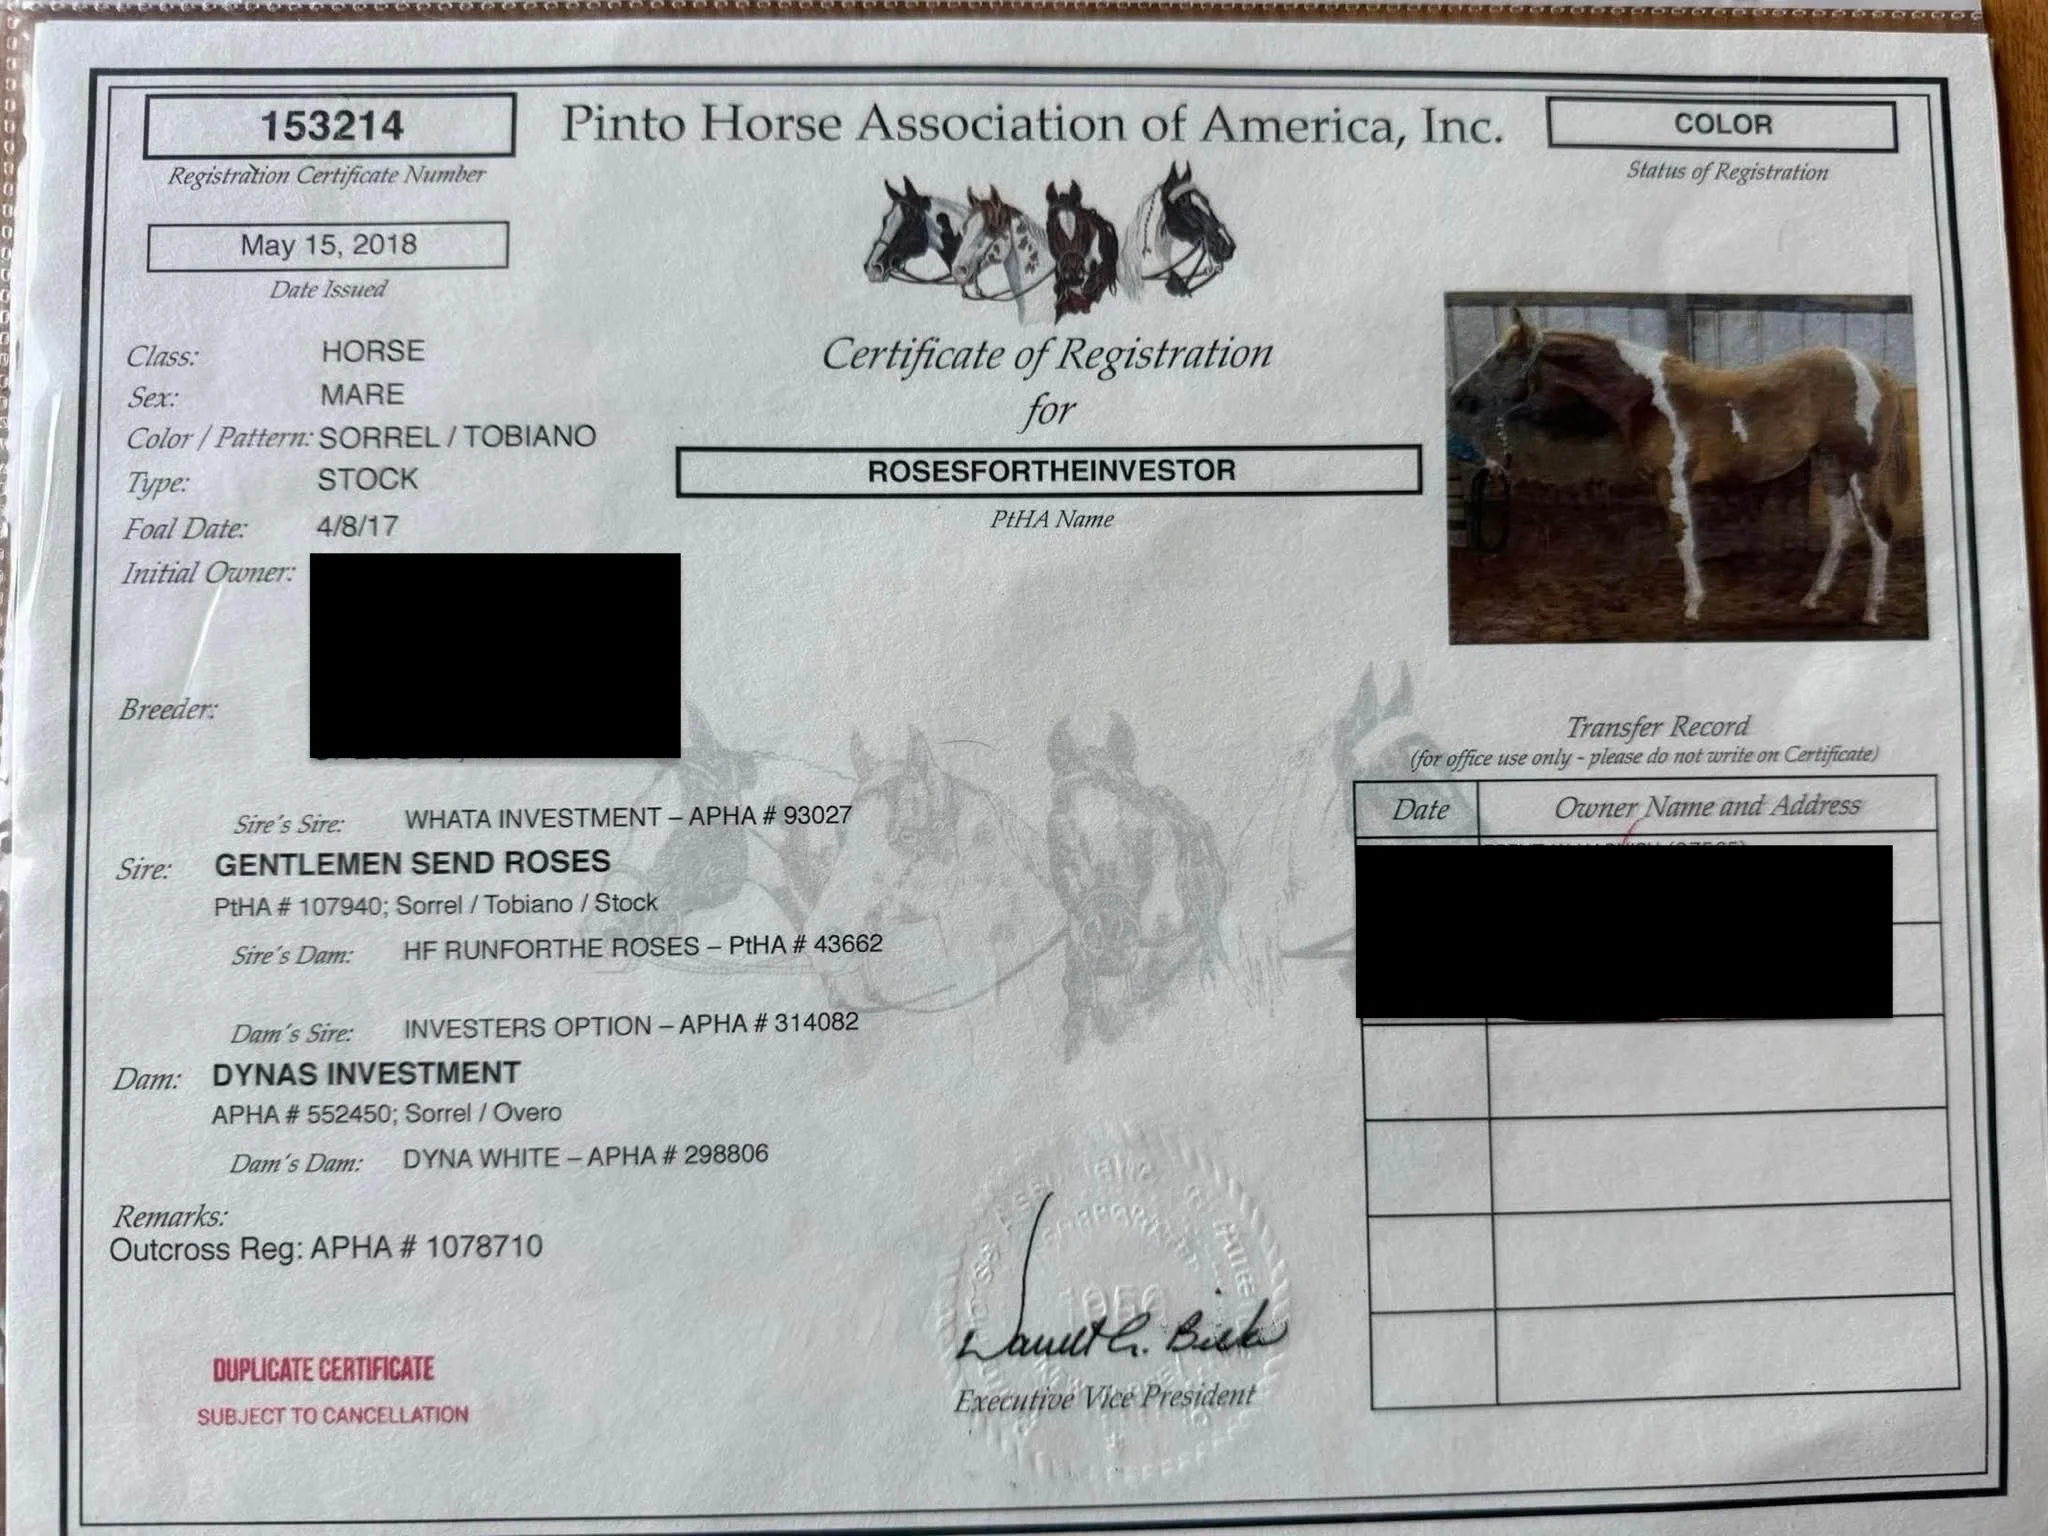 153214
Registration Certificate Number
Pinto Horse Association of America, Inc.
COLOR
Status of Registration
May 15, 2018
Date Issued
Class: HORSE
Sex: MARE
Color / Pattern: SORREL / TOBIANO
Type: STOCK
Foal Date: 4/8/17
Initial Owner:
Breeder:
Certificate of Registration
for
ROSESFORTHEINVESTOR
PtHA Name
Sire's Sire: WHATA INVESTMENT – APHA # 93027
Sire: GENTLEMEN SEND ROSES
PtHA # 107940; Sorrel / Tobiano / Stock
Sire's Dam: HF RUNFORTHE ROSES – PtHA # 43662
Dam's Sire: INVESTERS OPTION – APHA # 314082
Dam: DYNAS INVESTMENT
APHA # 552450; Sorrel / Overo
Dam's Dam: DYNA WHITE – APHA # 298806
Remarks:
Outcross Reg: APHA # 1078710
DUPLICATE CERTIFICATE
SUBJECT TO CANCELLATION
1956
Executive Vice President
Transfer Record
(for office use only - please do not write on Certificate)
Date Owner Name and Address